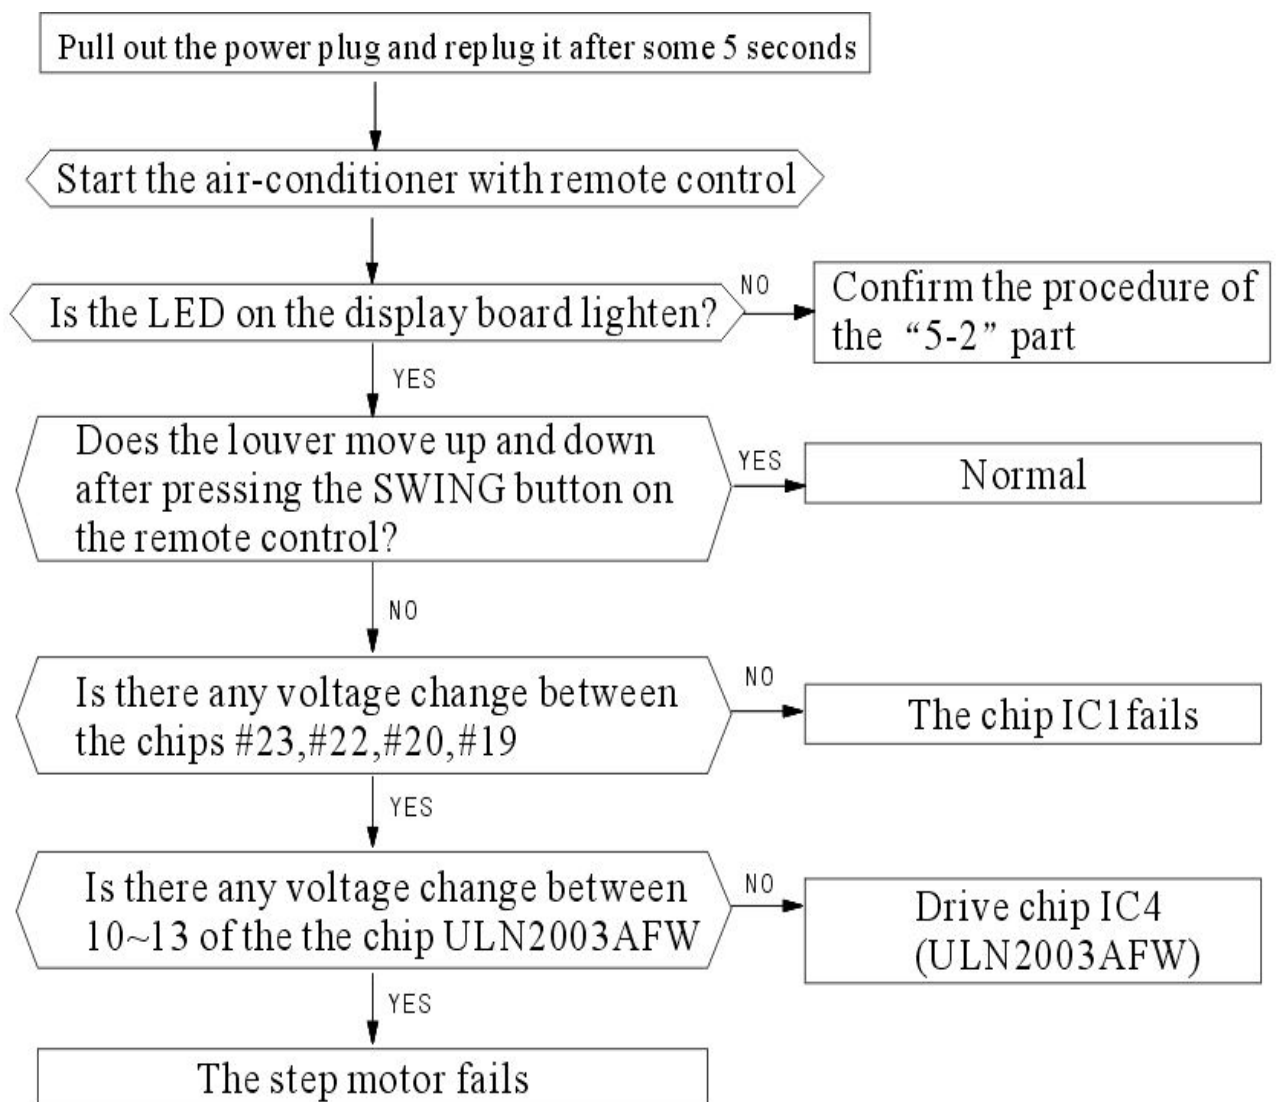 Pull out the power plug and replug it after some 5 seconds
Start the air-conditioner with remote control
Is the LED on the display board lighten?
NO
Confirm the procedure of
the “5-2” part
YES
Does the louver move up and down
after pressing the SWING button on
the remote control?
YES
Normal
NO
Is there any voltage change between
the chips #23,#22,#20,#19
NO
The chip IC1fails
YES
Is there any voltage change between
10~13 of the the chip ULN2003AFW
NO
Drive chip IC4
(ULN2003AFW)
YES
The step motor fails